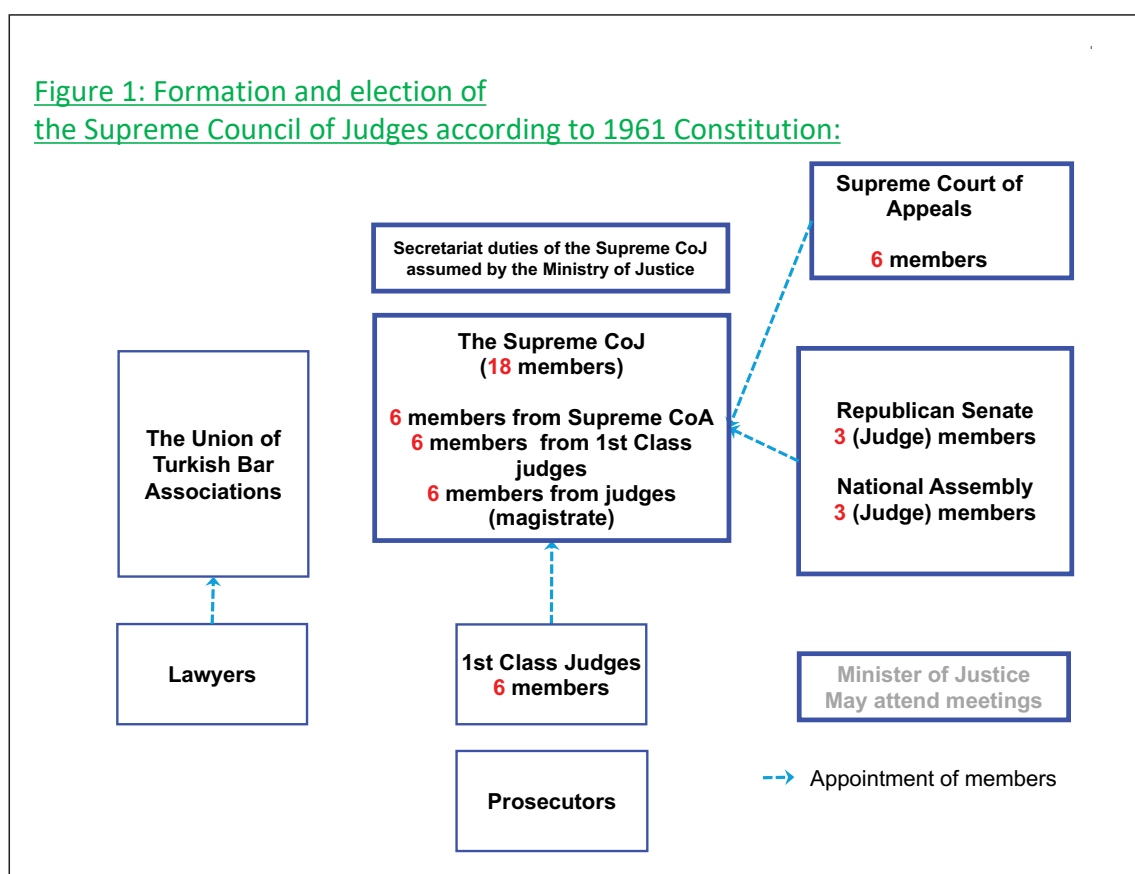 Figure 1: Formation and election of
the Supreme Council of Judges according to 1961 Constitution:
Supreme Court of
Appeals
6 members
Secretariat duties of the Supreme CoJ
assumed by the Ministry of Justice
The Supreme CoJ
(18 members)
6 members from Supreme CoA
6 members from 1st Class
judges
6 members from judges
(magistrate)
The Union of
Turkish Bar
Associations
Republican Senate
3 (Judge) members
National Assembly
3 (Judge) members
Lawyers
1st Class Judges
6 members
Minister of Justice
May attend meetings
Prosecutors
Appointment of members